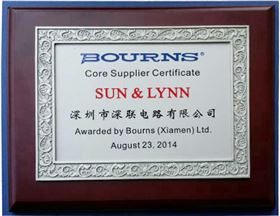 BOURNS®
Core Supplier Certificate
SUN & LYNN
深圳市深联电路有限公司
Awarded by Bourns (Xiamen) Ltd.
August 23, 2014